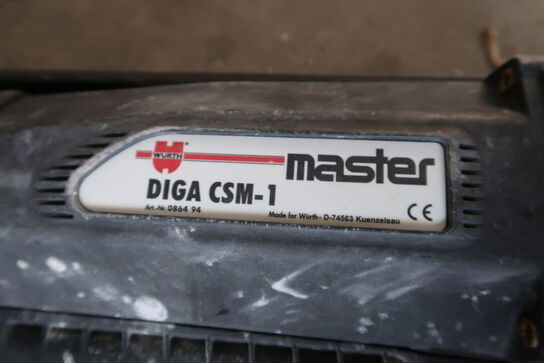 WÜRTH
master
DIGA CSM-1
Art.-Nr. 0864 94
Made for Würth - D-74563 Kuenzelsau
CE